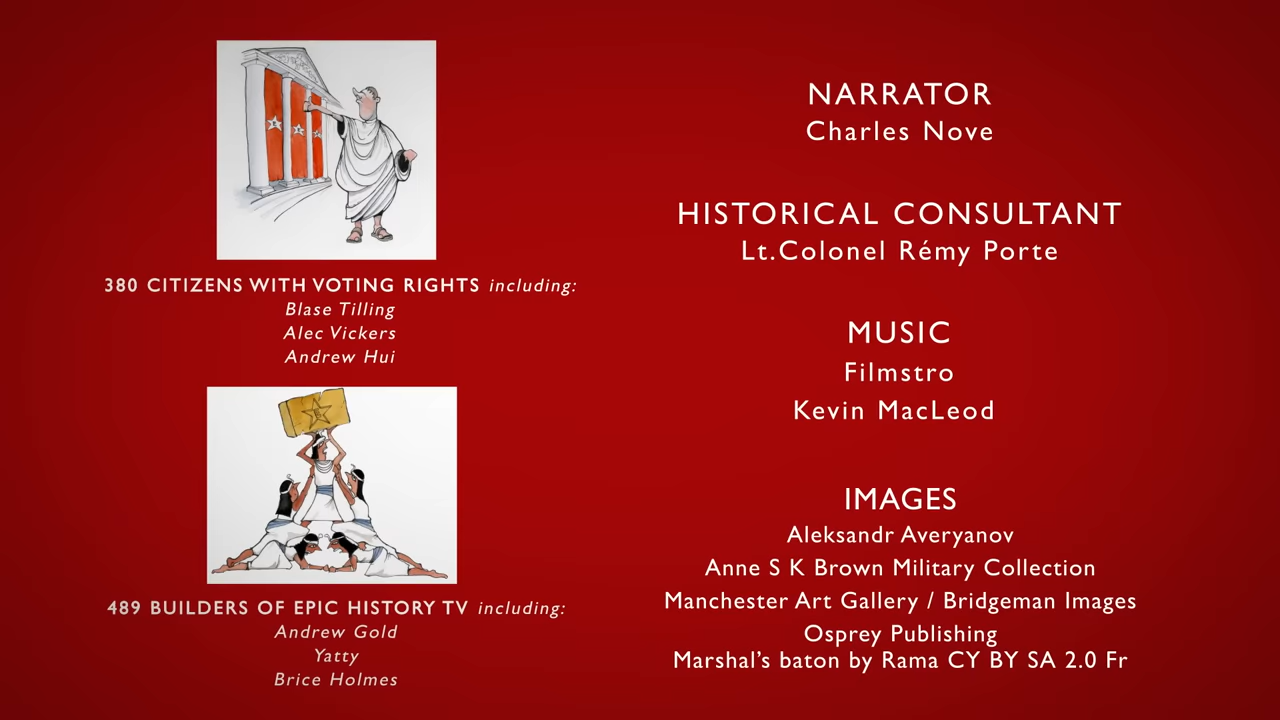 380 CITIZENS WITH VOTING RIGHTS including:
Blase Tilling
Alec Vickers
Andrew Hui
489 BUILDERS OF EPIC HISTORY TV including:
Andrew Gold
Yatty
Brice Holmes
NARRATOR
Charles Nove
HISTORICAL CONSULTANT
Lt.Colonel Rémy Porte
MUSIC
Filmstro
Kevin MacLeod
IMAGES
Aleksandr Averyanov
Anne S K Brown Military Collection
Manchester Art Gallery / Bridgeman Images
Osprey Publishing
Marshal's baton by Rama CY BY SA 2.0 Fr